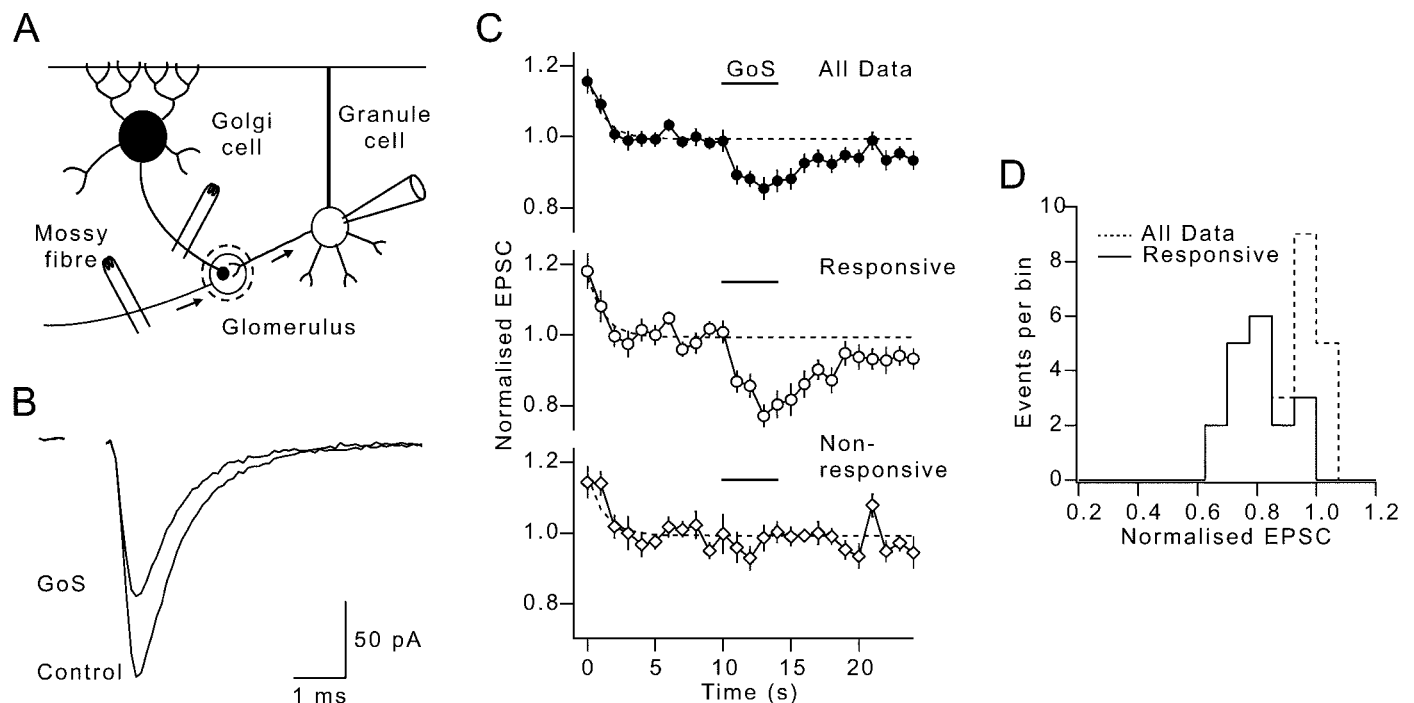 A
Golgi
cell
Granule
cell
Mossy
fibre
Glomerulus
B
GoS
Control
50 pA
1 ms
C
Normalised EPSC
1.2
1.0
0.8
GoS
All Data
1.2
1.0
0.8
Responsive
1.2
1.0
0.8
Non-
responsive
0 5 10 15 20
Time (s)
D
Events per bin
10
8
6
4
2
0
All Data
Responsive
0.2 0.4 0.6 0.8 1.0 1.2
Normalised EPSC